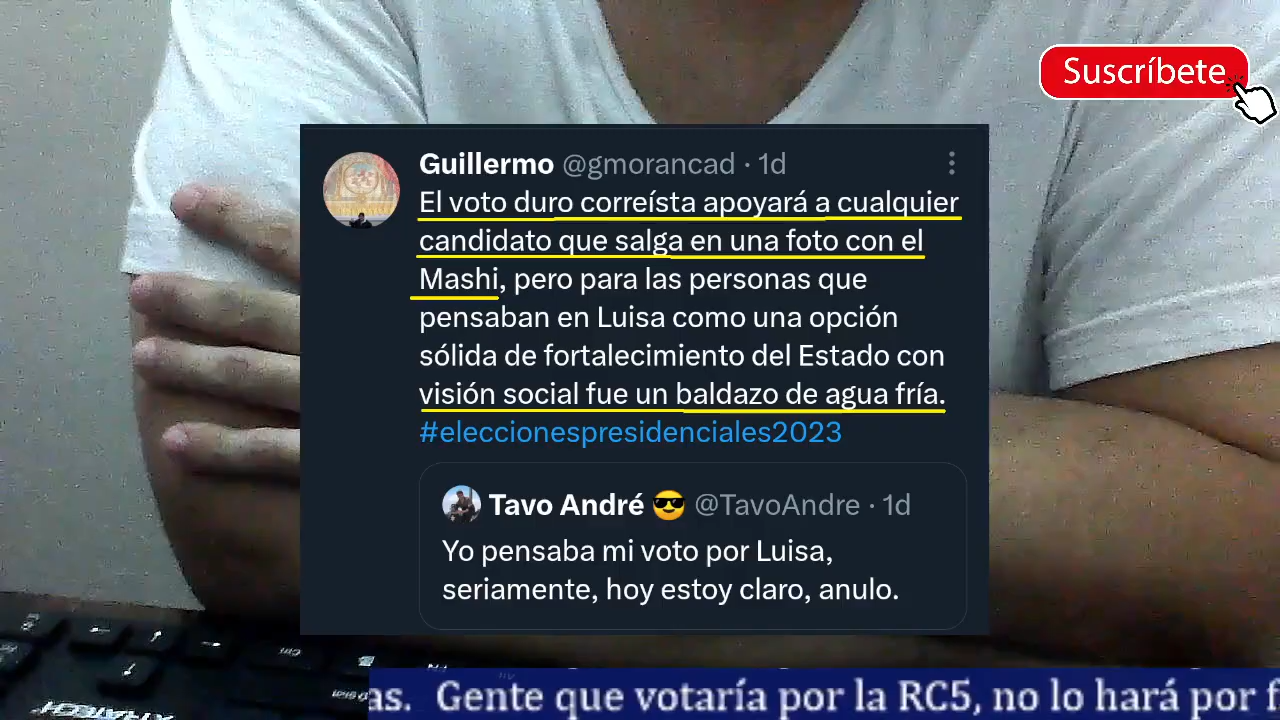 Suscríbete
Guillermo @gmorancad · 1d
El voto duro correísta apoyará a cualquier
candidato que salga en una foto con el
Mashi, pero para las personas que
pensaban en Luisa como una opción
sólida de fortalecimiento del Estado con
visión social fue un baldazo de agua fría.
#eleccionespresidenciales2023
Tavo André 😎 @TavoAndre · 1d
Yo pensaba mi voto por Luisa,
seriamente, hoy estoy claro, anulo.
as. Gente que votaría por la RC5, no lo hará por f